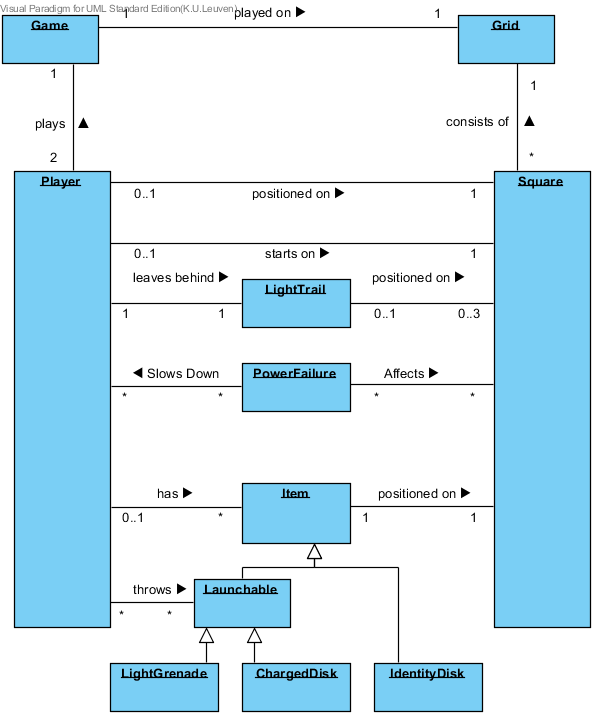 Visual Paradigm for UML Standard Edition(K.U.Leuven)
1 played on ▶ 1
Game Grid
1 1
plays ▲ consists of ▲
2 *
Player Square
0..1 positioned on ▶ 1
0..1 starts on ▶ 1
leaves behind ▶ positioned on ▶
LightTrail
1 1 0..1 0..3
◀ Slows Down PowerFailure Affects ▶
* * * *
has ▶ Item positioned on ▶
0..1 * 1 1
throws ▶ Launchable
* *
LightGrenade ChargedDisk IdentityDisk